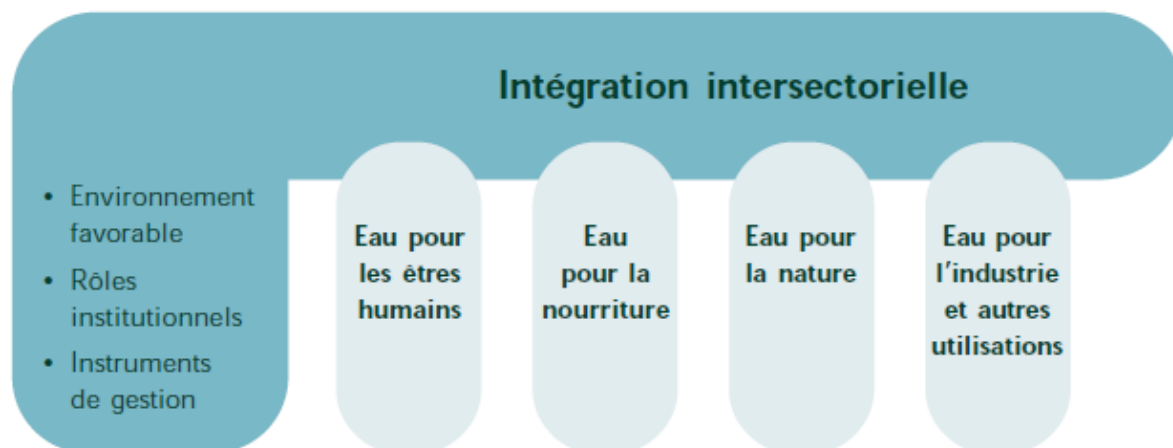 Intégration intersectorielle
• Environnement
favorable
• Rôles
institutionnels
• Instruments
de gestion
Eau pour
les êtres
humains
Eau
pour la
nourriture
Eau pour
la nature
Eau pour
l'industrie
et autres
utilisations